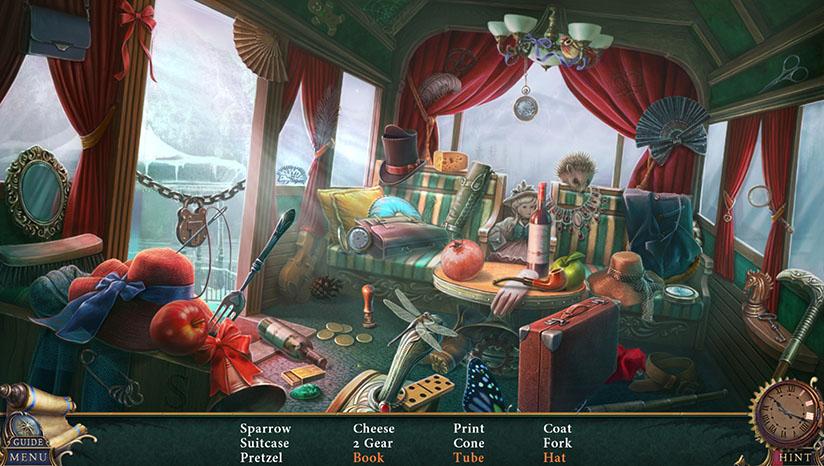 Sparrow Cheese Print Coat
Suitcase 2 Gear Cone Fork
Pretzel Book Tube Hat
GUIDE
MENU
HINT